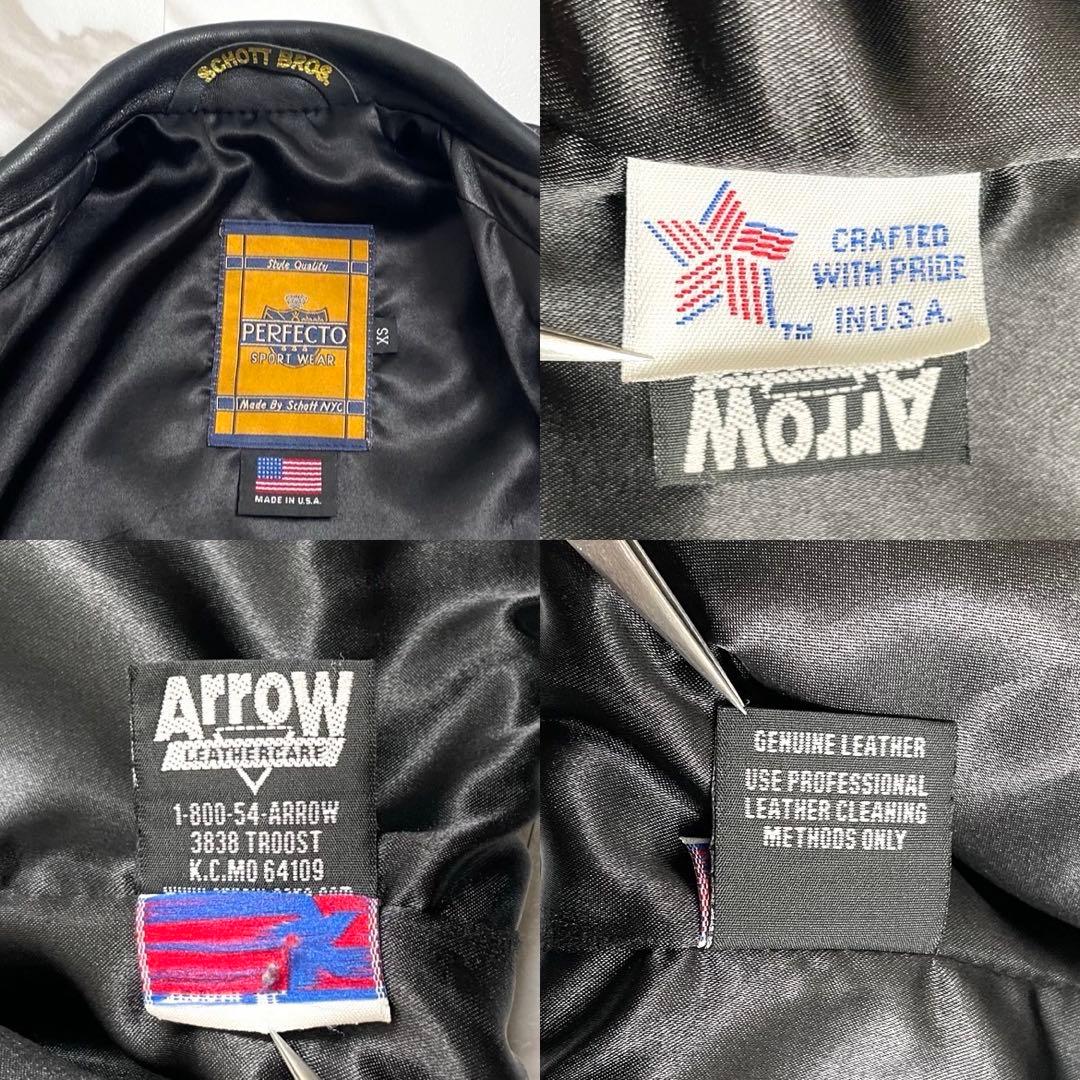 SCHOTT BROS.
Style Quality
PERFECTO
SPORT WEAR
XS
Made By Schott NYC
MADE IN U.S.A.
CRAFTED
WITH PRIDE
IN U.S.A.
TM
Arrow
Arrow
LEATHERCARE
1-800-54-ARROW
3838 TROOST
K.C.MO 64109
GENUINE LEATHER
USE PROFESSIONAL
LEATHER CLEANING
METHODS ONLY